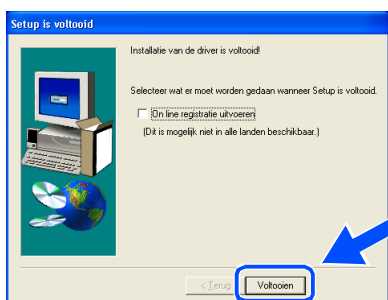 Setup is voltooid
Installatie van de driver is voltooid!
Selecteer wat er moet worden gedaan wanneer Setup is voltooid.
On line registratie uitvoeren
(Dit is mogelijk niet in alle landen beschikbaar.)
< Terug
Voltooien